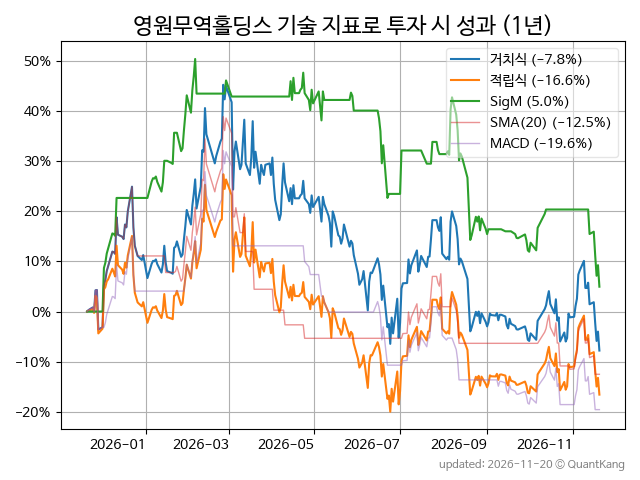 영원무역홀딩스 기술 지표로 투자 시 성과 (1년)
거치식 (−7.8%)
적립식 (−16.6%)
SigM (5.0%)
SMA(20) (−12.5%)
MACD (−19.6%)
50%
40%
30%
20%
10%
0%
−10%
−20%
2026−01 2026−03 2026−05 2026−07 2026−09 2026−11
updated: 2026−11−20 © QuantKang